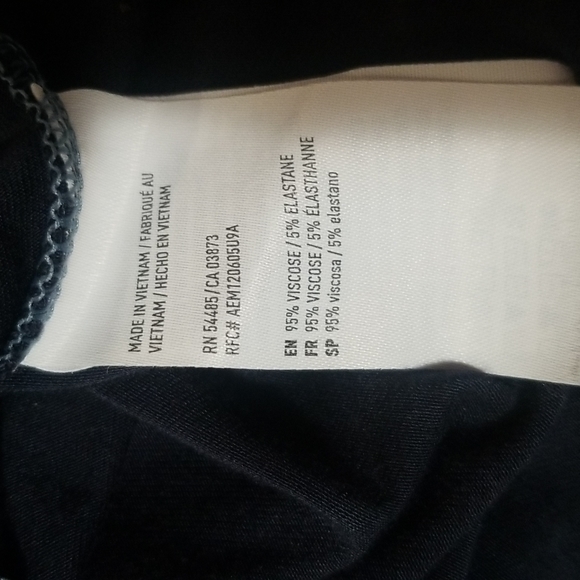 MADE IN VIETNAM / FABRIQUÉ AU
VIETNAM / HECHO EN VIETNAM
RN 54485/CA 03873
RFC# AEM120605U9A
EN 95% VISCOSE / 5% ELASTANE
FR 95% VISCOSE / 5% ÉLASTHANNE
SP 95% viscosa / 5% elastano